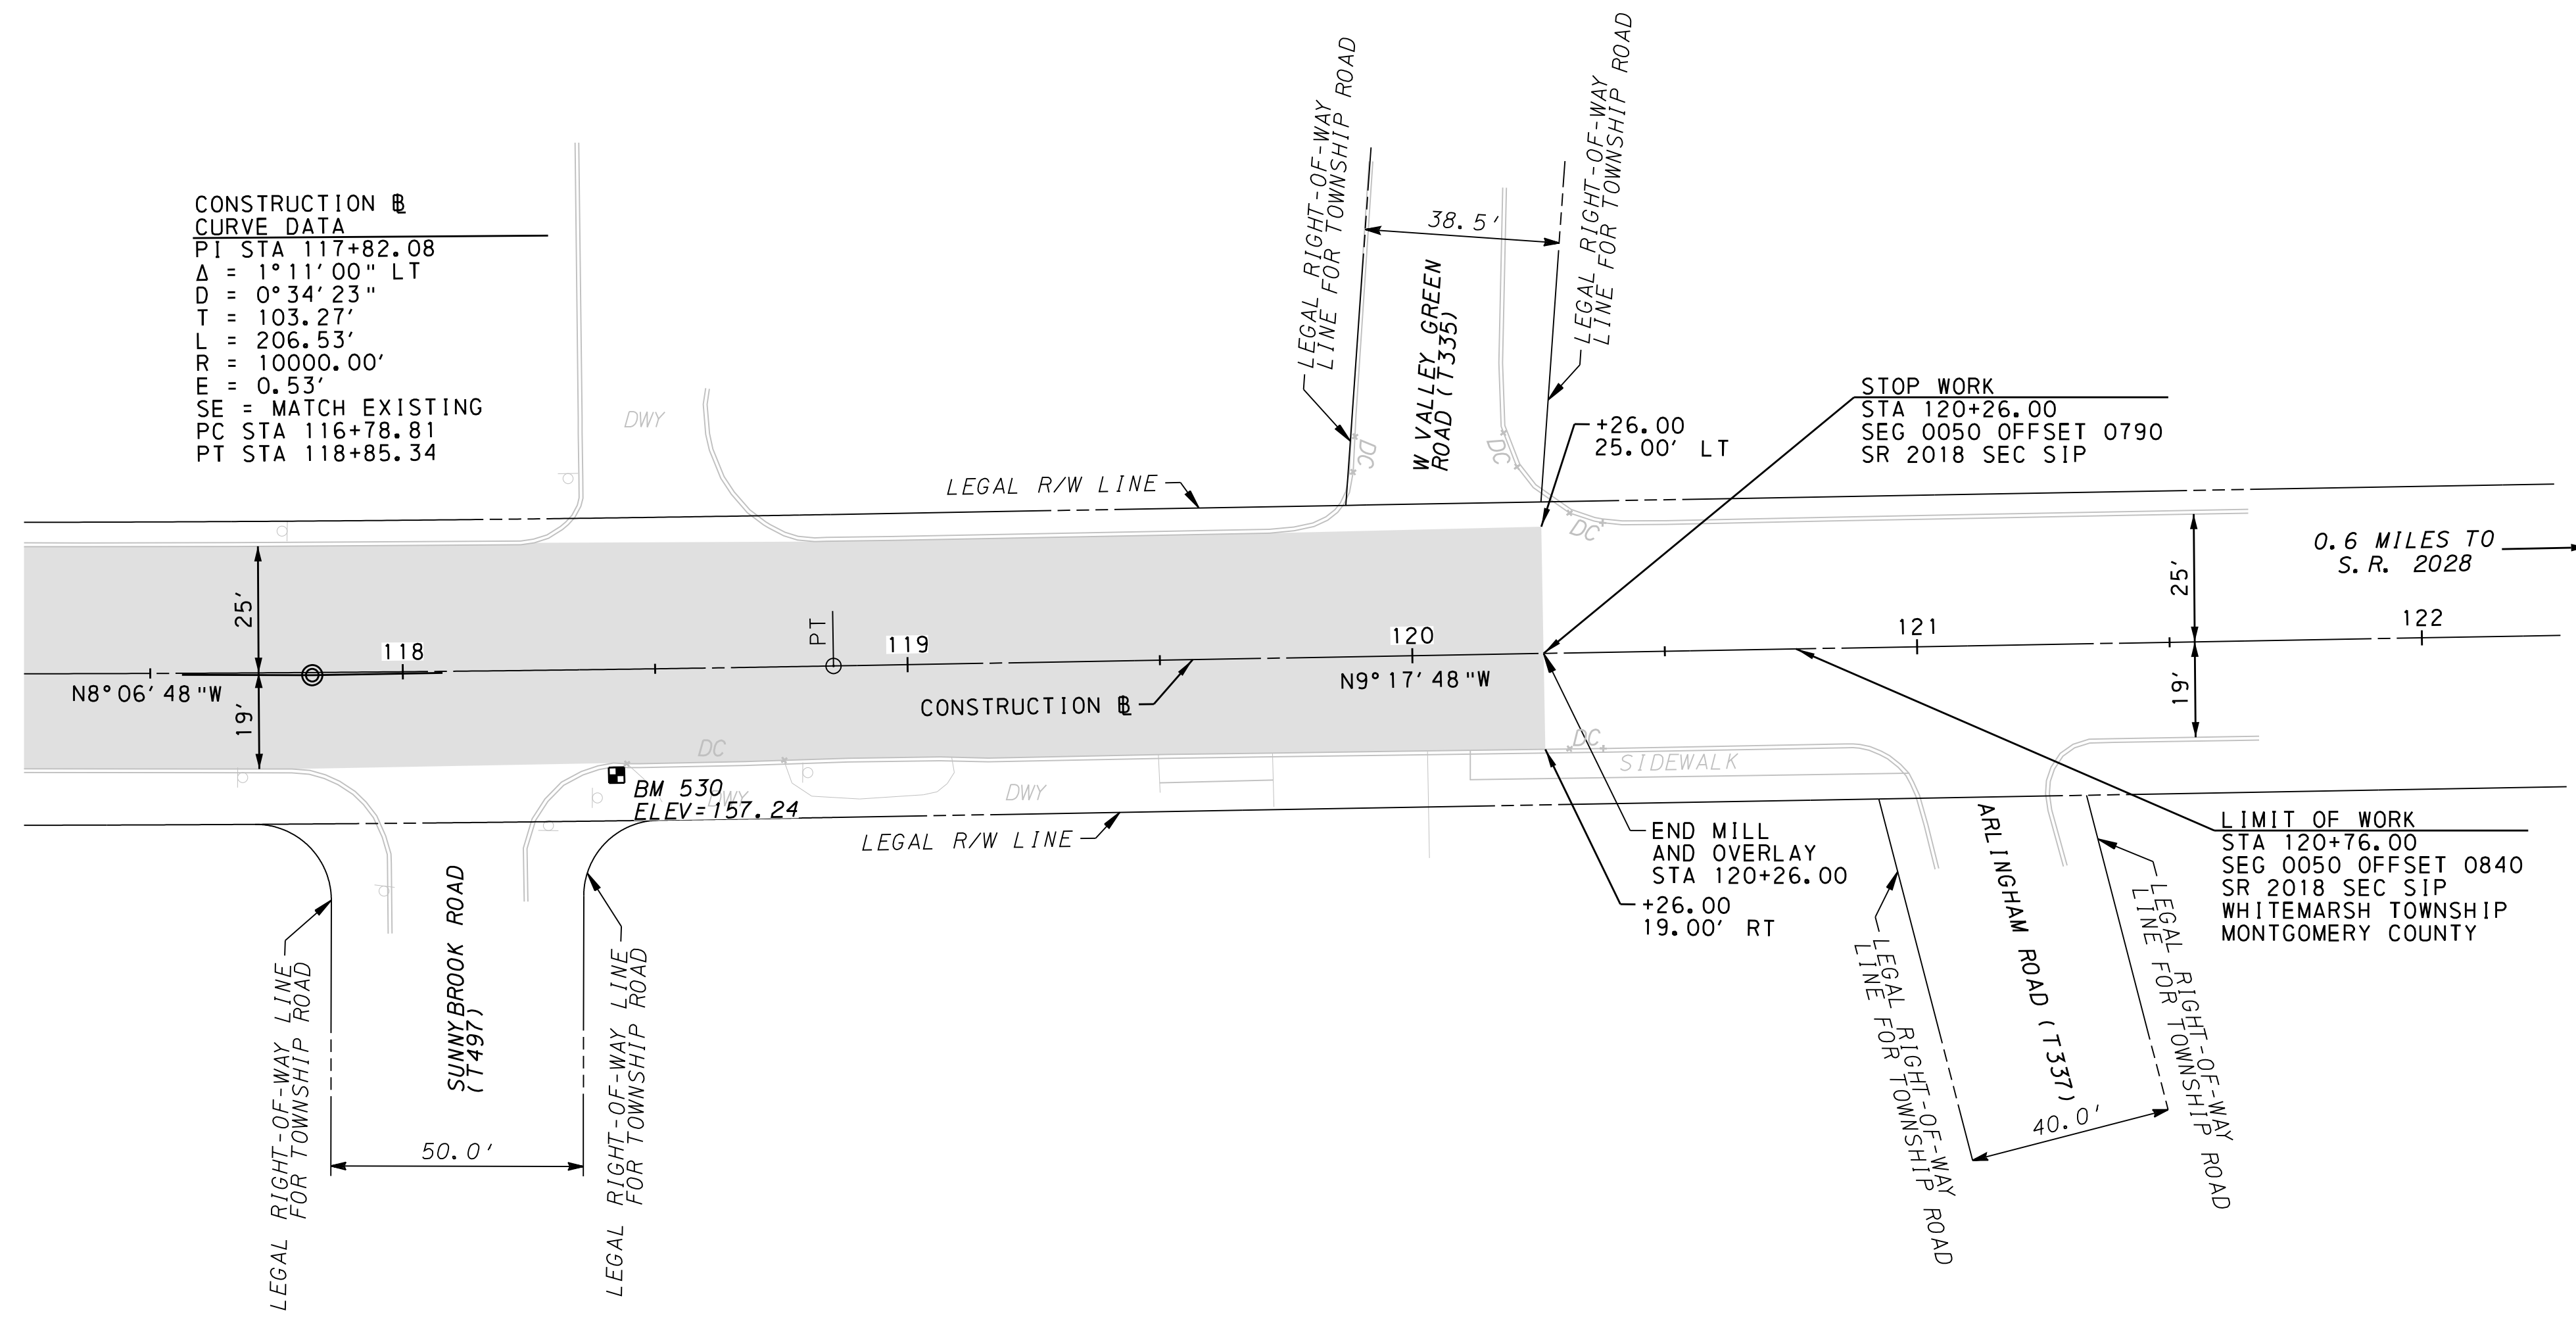 CONSTRUCTION ℄
CURVE DATA
PI STA 117+82.08
Δ = 1°11'00" LT
D = 0°34'23"
T = 103.27'
L = 206.53'
R = 10000.00'
E = 0.53'
SE = MATCH EXISTING
PC STA 116+78.81
PT STA 118+85.34
DWY
LEGAL R/W LINE
LEGAL RIGHT-OF-WAY
LINE FOR TOWNSHIP ROAD
38.5'
W VALLEY GREEN
ROAD (T335)
LEGAL RIGHT-OF-WAY
LINE FOR TOWNSHIP ROAD
DC
DC
DC
+26.00
25.00' LT
STOP WORK
STA 120+26.00
SEG 0050 OFFSET 0790
SR 2018 SEC SIP
0.6 MILES TO
S.R. 2028
25'
19'
N8°06'48"W
118
PT
119
CONSTRUCTION ℄
120
N9°17'48"W
121
122
25'
19'
DC
BM 530
ELEV=157.24
DWY
DWY
LEGAL R/W LINE
DC
SIDEWALK
END MILL
AND OVERLAY
STA 120+26.00
+26.00
19.00' RT
LIMIT OF WORK
STA 120+76.00
SEG 0050 OFFSET 0840
SR 2018 SEC SIP
WHITEMARSH TOWNSHIP
MONTGOMERY COUNTY
LEGAL RIGHT-OF-WAY LINE
FOR TOWNSHIP ROAD
SUNNYBROOK ROAD
(T497)
50.0'
LEGAL RIGHT-OF-WAY LINE
FOR TOWNSHIP ROAD
LEGAL RIGHT-OF-WAY
LINE FOR TOWNSHIP ROAD
ARLINGHAM ROAD (T337)
40.0'
LEGAL RIGHT-OF-WAY
LINE FOR TOWNSHIP ROAD